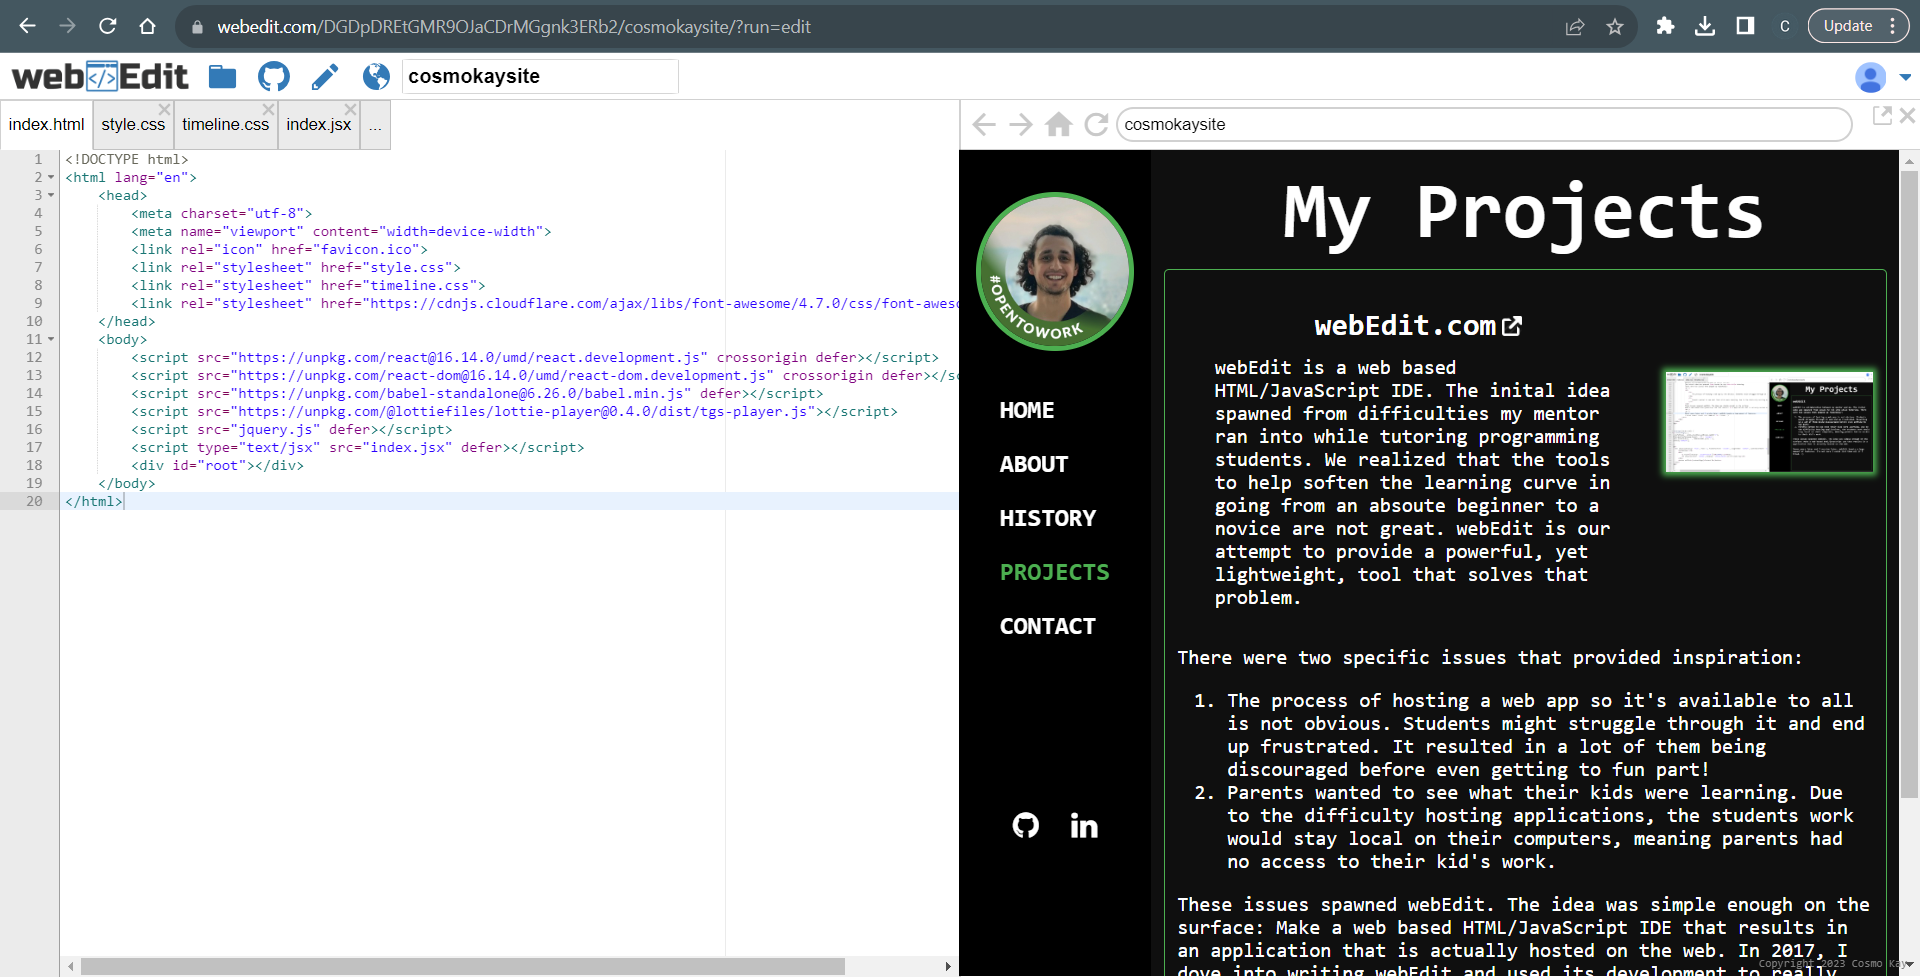 webedit.com/DGDpDREtGMR9OJaCDrMGgnk3ERb2/cosmokaysite/?run=edit
C
Update
web</>Edit
cosmokaysite
index.html
style.css
timeline.css
index.jsx
...
cosmokaysite
1 <!DOCTYPE html>
2 <html lang="en">
3 <head>
4 <meta charset="utf-8">
5 <meta name="viewport" content="width=device-width">
6 <link rel="icon" href="favicon.ico">
7 <link rel="stylesheet" href="style.css">
8 <link rel="stylesheet" href="timeline.css">
9 <link rel="stylesheet" href="https://cdnjs.cloudflare.com/ajax/libs/font-awesome/4.7.0/css/font-aweso
10 </head>
11 <body>
12 <script src="https://unpkg.com/react@16.14.0/umd/react.development.js" crossorigin defer></script>
13 <script src="https://unpkg.com/react-dom@16.14.0/umd/react-dom.development.js" crossorigin defer></sc
14 <script src="https://unpkg.com/babel-standalone@6.26.0/babel.min.js" defer></script>
15 <script src="https://unpkg.com/@lottiefiles/lottie-player@0.4.0/dist/tgs-player.js"></script>
16 <script src="jquery.js" defer></script>
17 <script type="text/jsx" src="index.jsx" defer></script>
18 <div id="root"></div>
19 </body>
20 </html>
#OPENTOWORK
HOME
ABOUT
HISTORY
PROJECTS
CONTACT
in
My Projects
webEdit.com
webEdit is a web based
HTML/JavaScript IDE. The inital idea
spawned from difficulties my mentor
ran into while tutoring programming
students. We realized that the tools
to help soften the learning curve in
going from an absoute beginner to a
novice are not great. webEdit is our
attempt to provide a powerful, yet
lightweight, tool that solves that
problem.
My Projects
There were two specific issues that provided inspiration:
1. The process of hosting a web app so it's available to all
is not obvious. Students might struggle through it and end
up frustrated. It resulted in a lot of them being
discouraged before even getting to fun part!
2. Parents wanted to see what their kids were learning. Due
to the difficulty hosting applications, the students work
would stay local on their computers, meaning parents had
no access to their kid's work.
These issues spawned webEdit. The idea was simple enough on the
surface: Make a web based HTML/JavaScript IDE that results in
an application that is actually hosted on the web. In 2017, I
dove into writing webEdit and used its development to really
Copyright 2023 Cosmo Kay